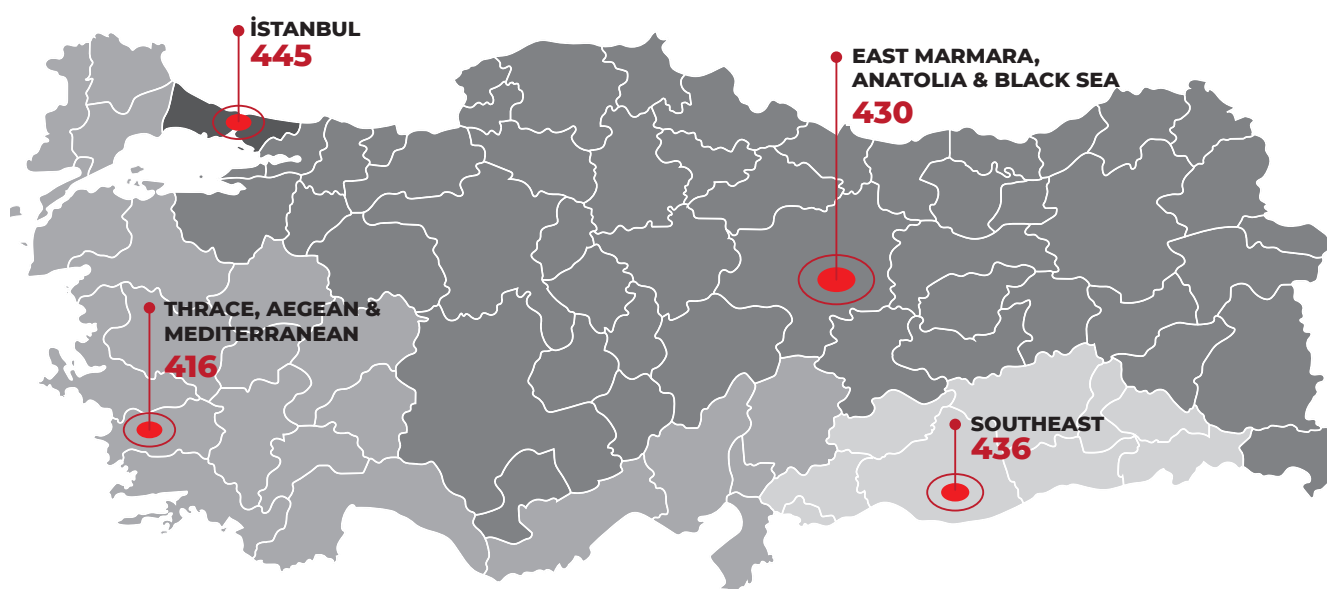 İSTANBUL
445
EAST MARMARA,
ANATOLIA & BLACK SEA
430
THRACE, AEGEAN &
MEDITERRANEAN
416
SOUTHEAST
436